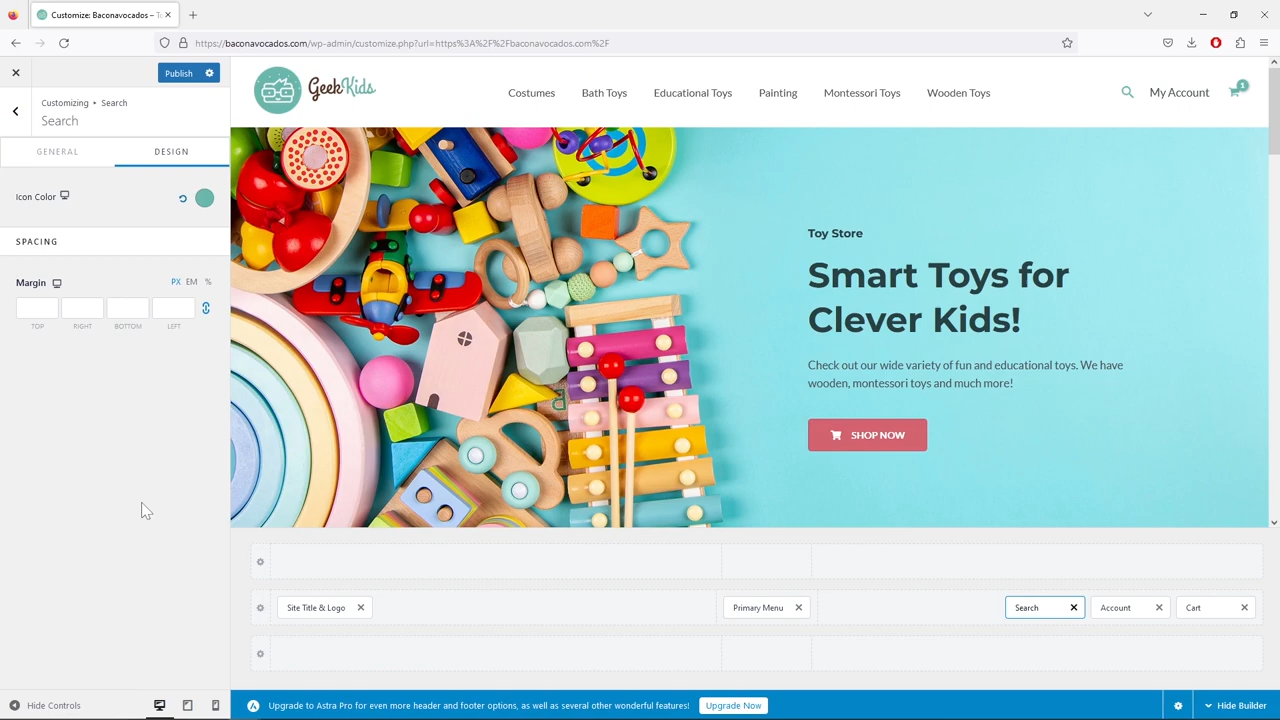 Customize: Baconavocados – To
https://baconavocados.com/wp-admin/customize.php?url=https%3A%2F%2Fbaconavocados.com%2F
Publish
Customizing • Search
Search
GENERAL
DESIGN
Icon Color
SPACING
Margin
PX EM %
TOP RIGHT BOTTOM LEFT
Hide Controls
GeekKids
Costumes Bath Toys Educational Toys Painting Montessori Toys Wooden Toys
My Account
1
Toy Store
Smart Toys for
Clever Kids!
Check out our wide variety of fun and educational toys. We have
wooden, montessori toys and much more!
SHOP NOW
Site Title & Logo
Primary Menu
Search
Account
Cart
Upgrade to Astra Pro for even more header and footer options, as well as several other wonderful features!
Upgrade Now
Hide Builder